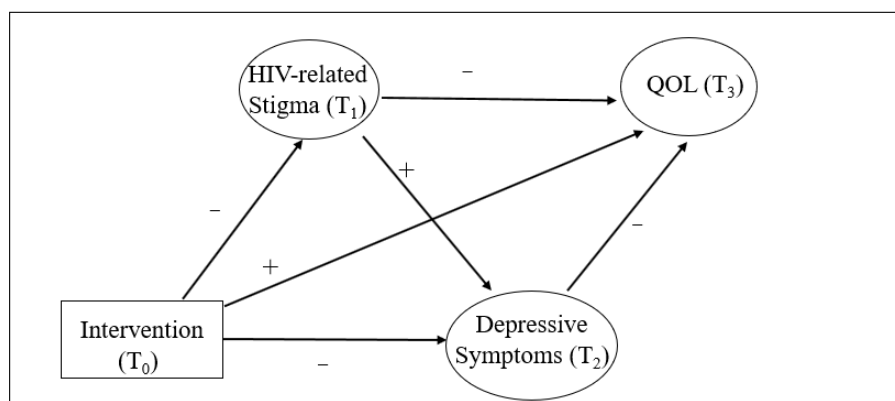 HIV-related
Stigma (T₁)
–
QOL (T₃)
+
–
–
+
Intervention
(T₀)
–
Depressive
Symptoms (T₂)